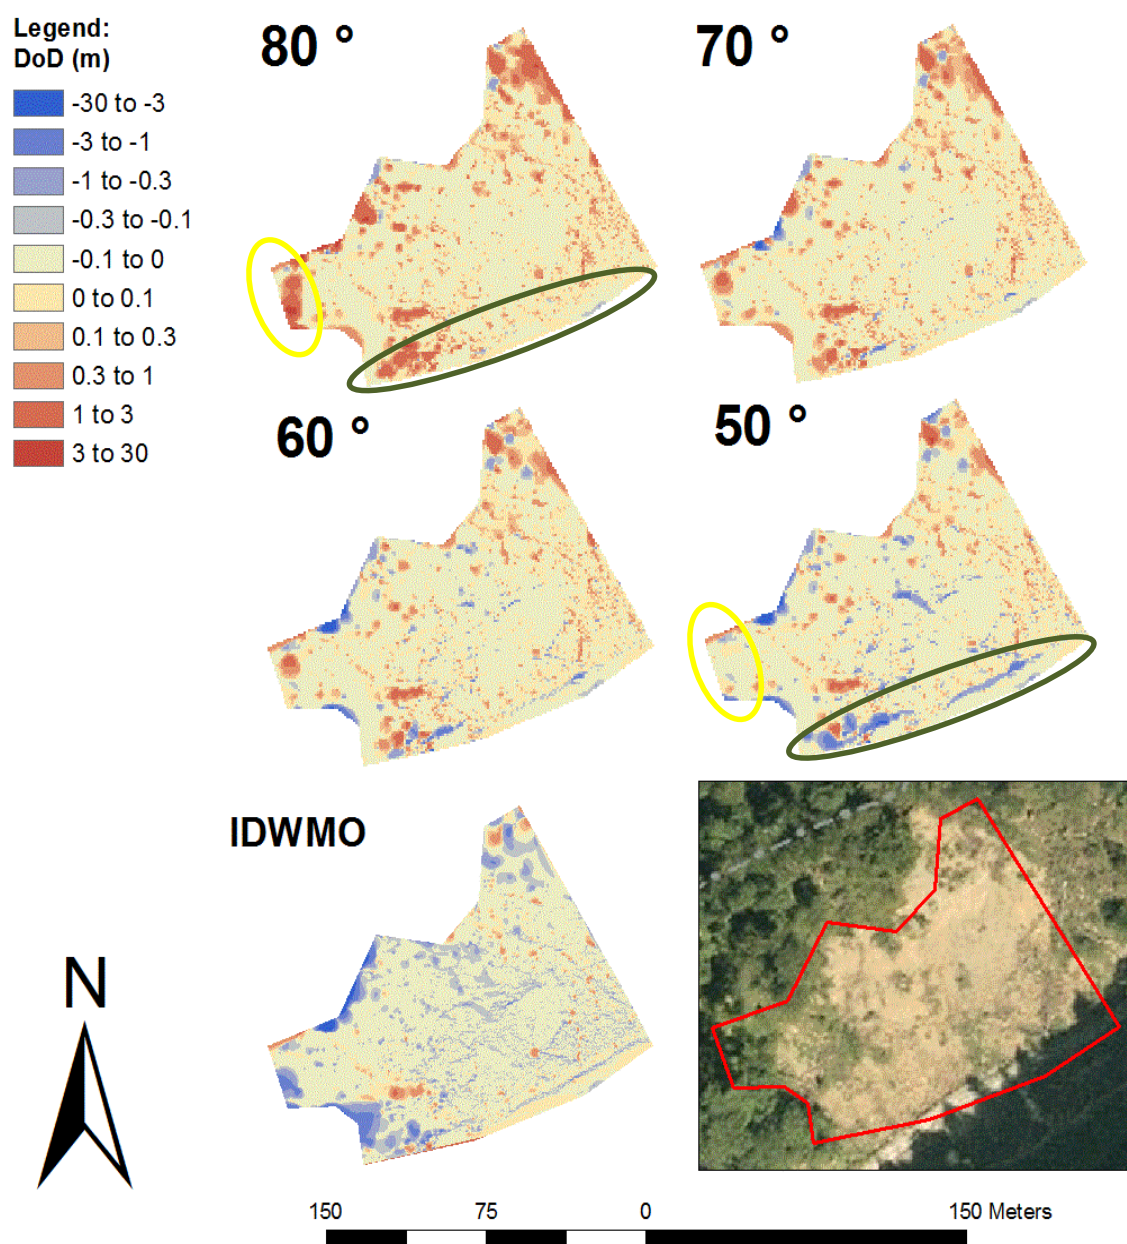 Legend:
DoD (m)
-30 to -3
-3 to -1
-1 to -0.3
-0.3 to -0.1
-0.1 to 0
0 to 0.1
0.1 to 0.3
0.3 to 1
1 to 3
3 to 30
80 °
70 °
60 °
50 °
IDWMO
N
150 75 0 150 Meters